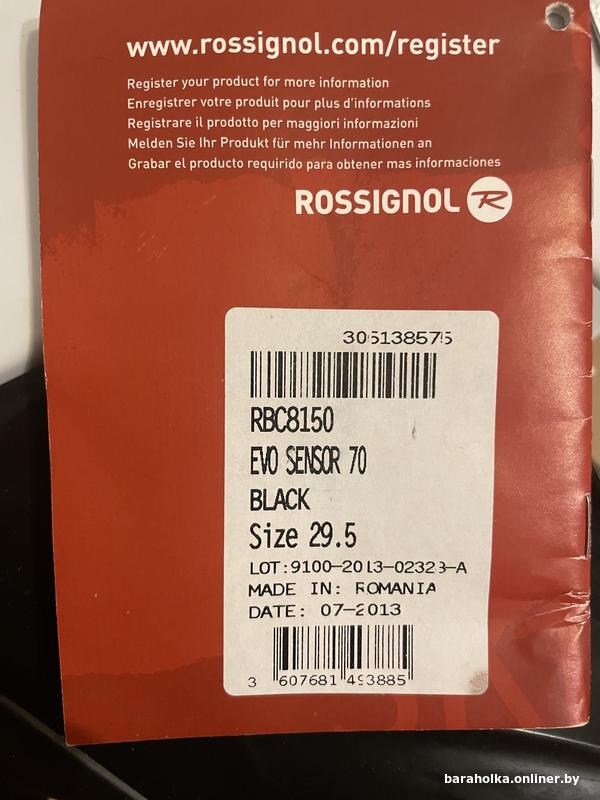 www.rossignol.com/register
Register your product for more information
Enregistrer votre produit pour plus d'informations
Registrare il prodotto per maggiori informazioni
Melden Sie Ihr Produkt für mehr Informationen an
Grabar el producto requirido para obtener mas informaciones
ROSSIGNOL R
305138575
RBC8150
EVO SENSOR 70
BLACK
Size 29.5
LOT:9100-2013-02323-A
MADE IN: ROMANIA
DATE: 07-2013
3 607681 493885
baraholka.onliner.by